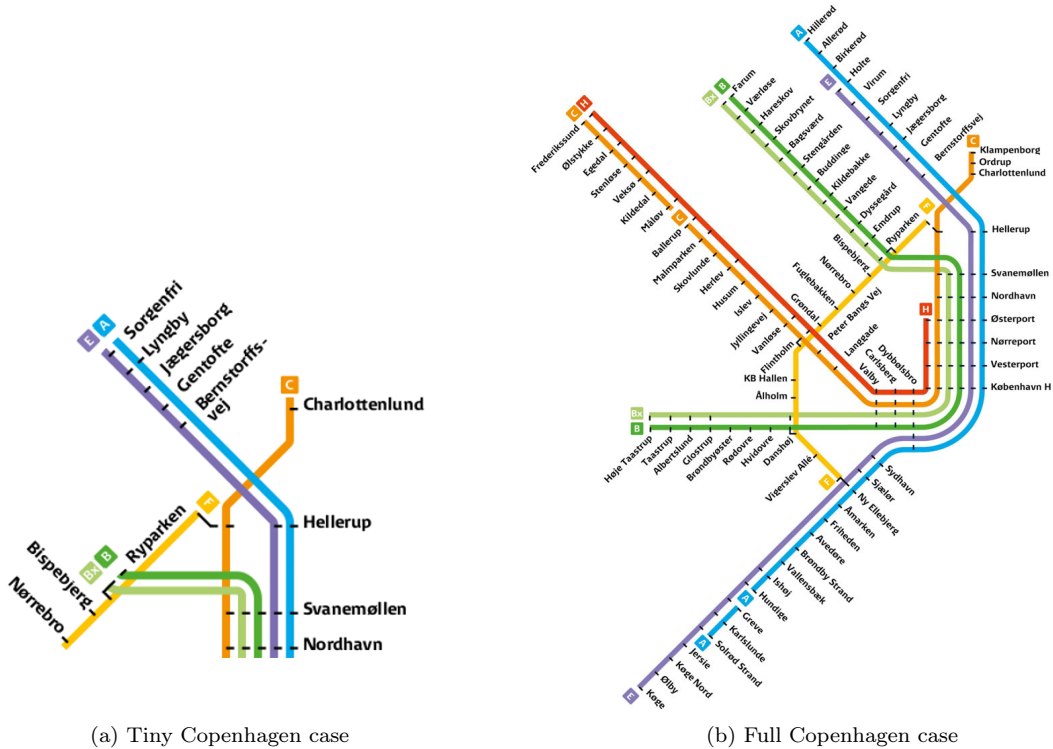 E
A
Sorgenfri
Lyngby
Jægersborg
Gentofte
Bernstorffs-
vej
C
Charlottenlund
F
Hellerup
Ryparken
Bx
B
Bispebjerg
Nørrebro
Svanemøllen
Nordhavn
(a) Tiny Copenhagen case
A
Hillerød
Allerød
Birkerød
Holte
E
Virum
Sorgenfri
Lyngby
Jægersborg
Gentofte
Bernstorffsvej
C
Klampenborg
Ordrup
Charlottenlund
Bx
B
Farum
Værløse
Hareskov
Skovbrynet
Bagsværd
Stengården
Buddinge
Kildebakke
Vangede
Dyssegård
Emdrup
F
Ryparken
Bispebjerg
Nørrebro
Fuglebakken
Grøndal
C
H
Frederikssund
Ølstykke
Egedal
Stenløse
Veksø
Kildedal
Måløv
C
Ballerup
Malmparken
Skovlunde
Herlev
Husum
Islev
Jyllingevej
Vanløse
Flintholm
Peter Bangs Vej
Langgade
Valby
Carlsberg
Dybbølsbro
H
Hellerup
Svanemøllen
Nordhavn
Østerport
Nørreport
Vesterport
København H
KB Hallen
Ålholm
Bx
B
Høje Taastrup
Taastrup
Albertslund
Glostrup
Brøndbyøster
Rødovre
Hvidovre
Danshøj
Vigerslev Allé
F
Sydhavn
Sjælør
Ny Ellebjerg
Åmarken
Friheden
Avedøre
Brøndby Strand
Vallensbæk
Ishøj
Hundige
A
Greve
Karlslunde
Solrød Strand
A
Jersie
Køge Nord
Ølby
Køge
E
(b) Full Copenhagen case